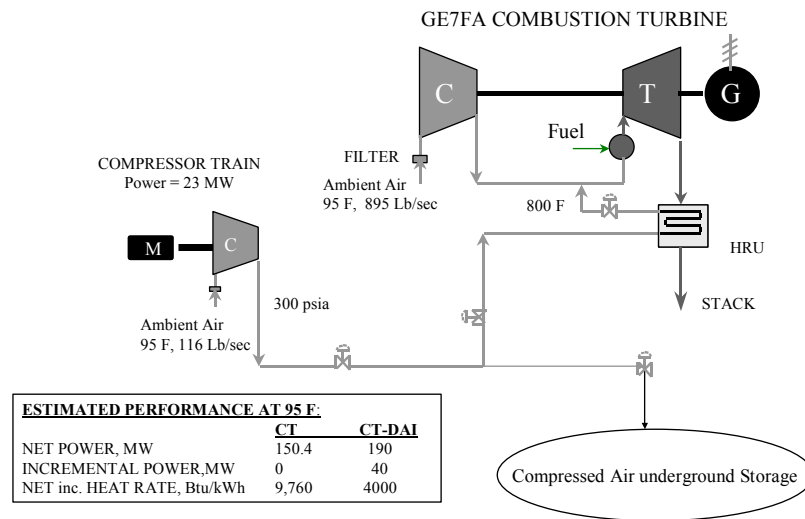 GE7FA COMBUSTION TURBINE
C
T
G
Fuel
COMPRESSOR TRAIN
Power = 23 MW
FILTER
Ambient Air
95 F, 895 Lb/sec
800 F
M
C
HRU
300 psia
STACK
Ambient Air
95 F, 116 Lb/sec
ESTIMATED PERFORMANCE AT 95 F:
CT CT-DAI
NET POWER, MW 150.4 190
INCREMENTAL POWER,MW 0 40
NET inc. HEAT RATE, Btu/kWh 9,760 4000
Compressed Air underground Storage